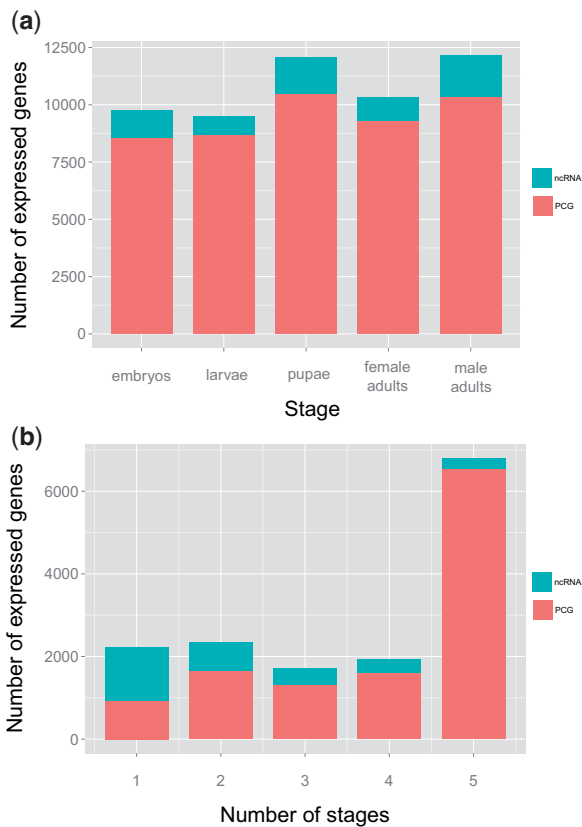 (a)
Number of expressed genes
12500
10000
7500
5000
2500
0
embryos
larvae
pupae
female
adults
male
adults
Stage
ncRNA
PCG
(b)
Number of expressed genes
6000
4000
2000
0
1
2
3
4
5
Number of stages
ncRNA
PCG